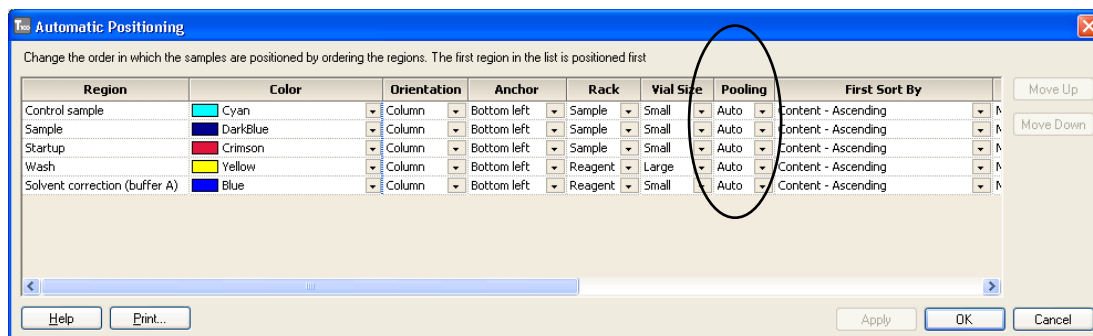 T100 Automatic Positioning
Change the order in which the samples are positioned by ordering the regions. The first region in the list is positioned first
Region Color Orientation Anchor Rack Vial Size Pooling First Sort By
Control sample Cyan Column Bottom left Sample Small Auto Content - Ascending
Sample DarkBlue Column Bottom left Sample Small Auto Content - Ascending
Startup Crimson Column Bottom left Sample Small Auto Content - Ascending
Wash Yellow Column Bottom left Reagent Large Auto Content - Ascending
Solvent correction (buffer A) Blue Column Bottom left Reagent Small Auto Content - Ascending
Move Up
Move Down
Help Print... Apply OK Cancel